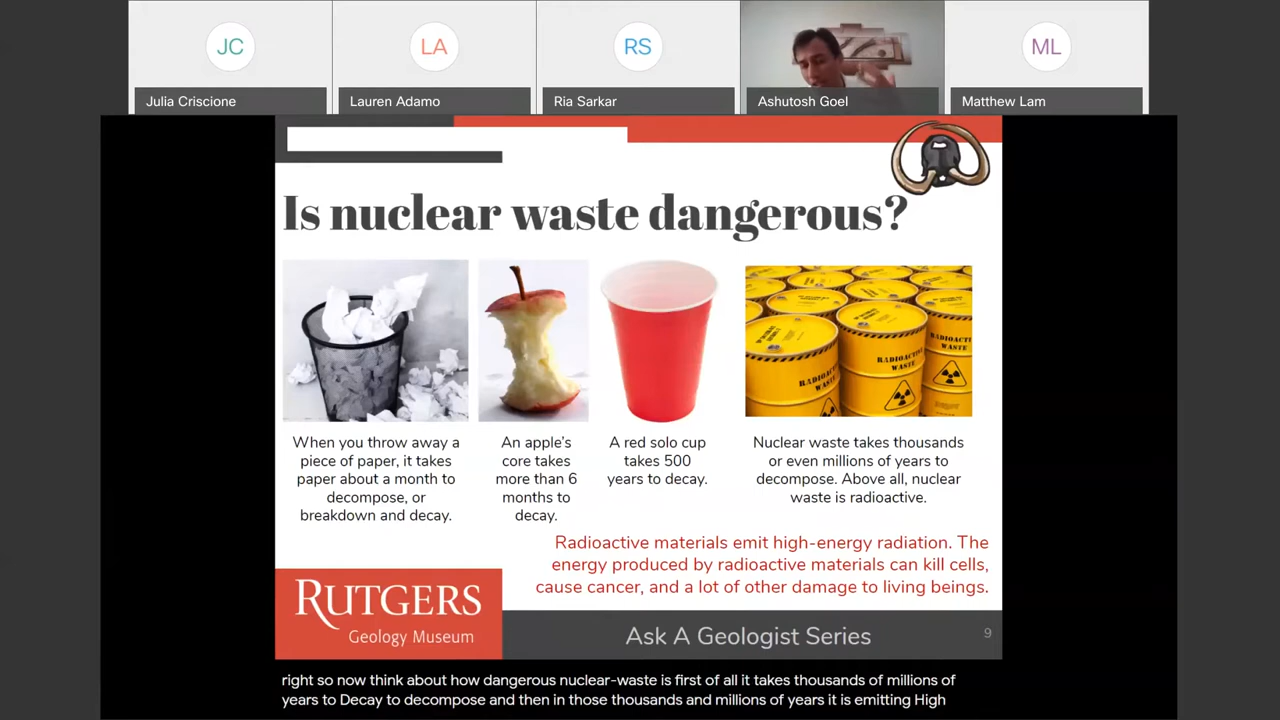 JC
LA
RS
ML
Julia Criscione
Lauren Adamo
Ria Sarkar
Ashutosh Goel
Matthew Lam
Is nuclear waste dangerous?
RADIOACTIVE
WASTE
RADIOACTIVE
WASTE
RADIOACTIVE
WASTE
When you throw away a
piece of paper, it takes
paper about a month to
decompose, or
breakdown and decay.
An apple's
core takes
more than 6
months to
decay.
A red solo cup
takes 500
years to decay.
Nuclear waste takes thousands
or even millions of years to
decompose. Above all, nuclear
waste is radioactive.
Radioactive materials emit high-energy radiation. The
energy produced by radioactive materials can kill cells,
cause cancer, and a lot of other damage to living beings.
RUTGERS
Geology Museum
Ask A Geologist Series
9
right so now think about how dangerous nuclear-waste is first of all it takes thousands of millions of
years to Decay to decompose and then in those thousands and millions of years it is emitting High